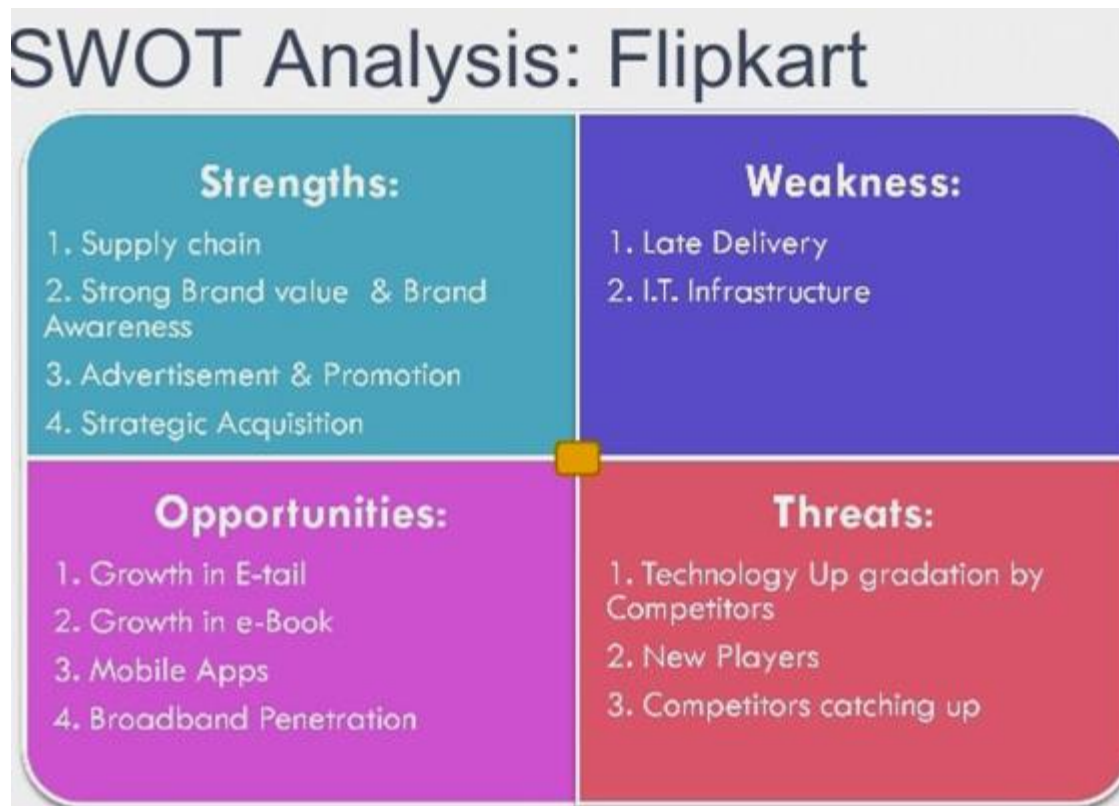 SWOT Analysis: Flipkart
Strengths:
1. Supply chain
2. Strong Brand value & Brand
Awareness
3. Advertisement & Promotion
4. Strategic Acquisition
Weakness:
1. Late Delivery
2. I.T. Infrastructure
Opportunities:
1. Growth in E-tail
2. Growth in e-Book
3. Mobile Apps
4. Broadband Penetration
Threats:
1. Technology Up gradation by
Competitors
2. New Players
3. Competitors catching up